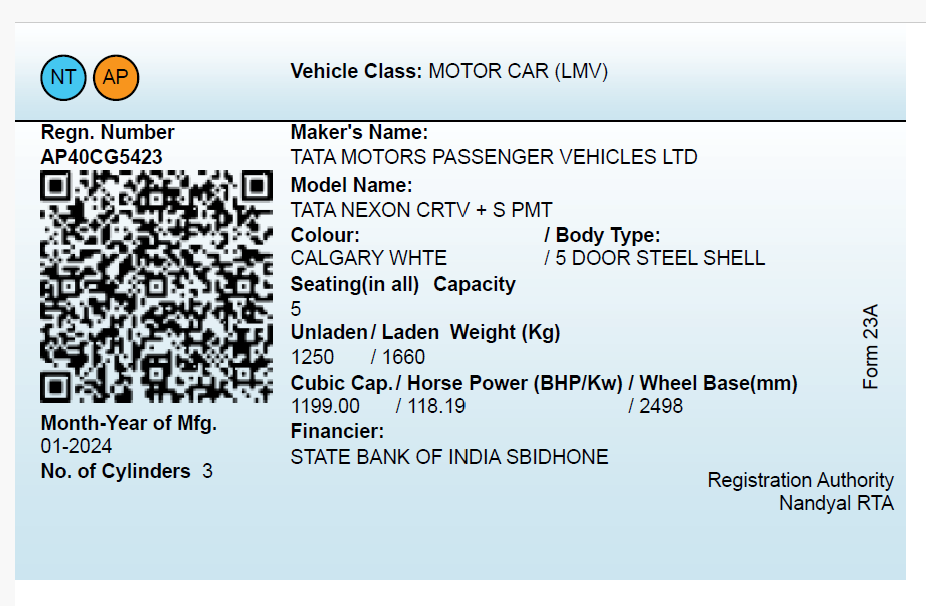 NT AP
Vehicle Class: MOTOR CAR (LMV)
Regn. Number
AP40CG5423
Maker's Name:
TATA MOTORS PASSENGER VEHICLES LTD
Model Name:
TATA NEXON CRTV + S PMT
Colour: / Body Type:
CALGARY WHTE / 5 DOOR STEEL SHELL
Seating(in all) Capacity
5
Unladen / Laden Weight (Kg)
1250 / 1660
Cubic Cap. / Horse Power (BHP/Kw) / Wheel Base(mm)
1199.00 / 118.19 / 2498
Financier:
STATE BANK OF INDIA SBIDHONE
Month-Year of Mfg.
01-2024
No. of Cylinders 3
Form 23A
Registration Authority
Nandyal RTA